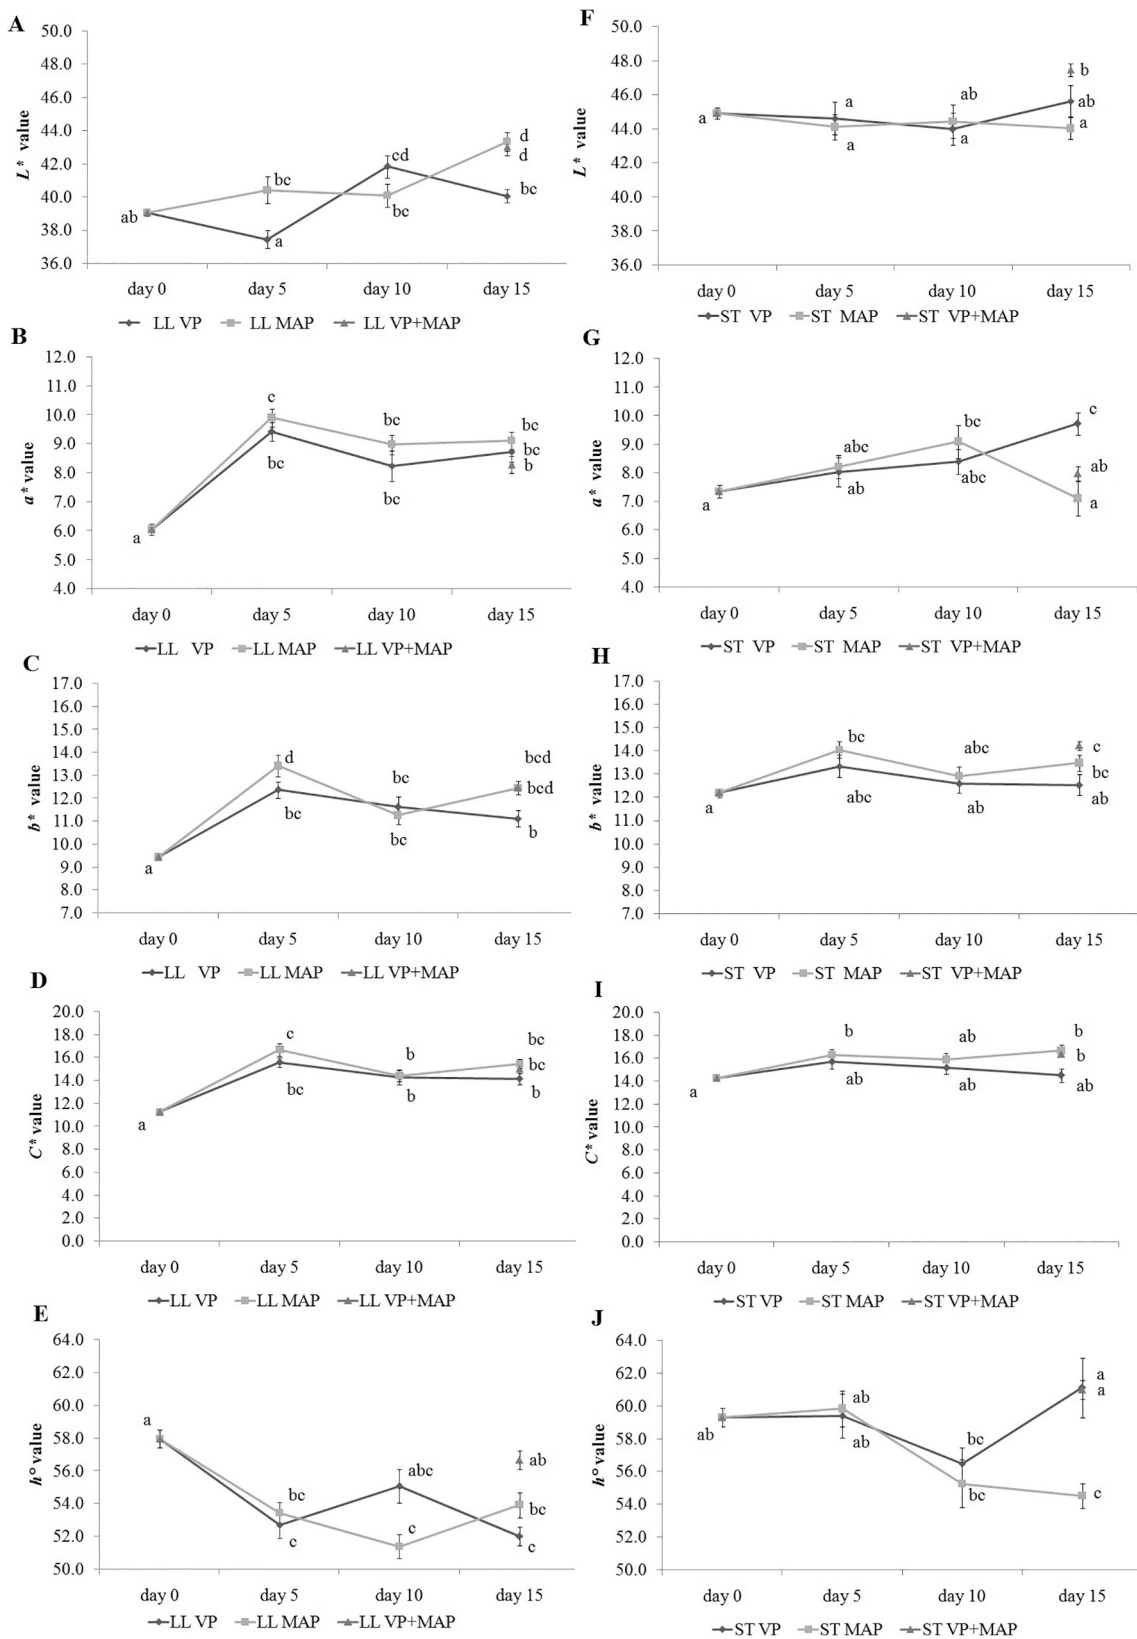 A
L* value
50.0
48.0
46.0
44.0
42.0
40.0
38.0
36.0
ab
bc
a
cd
bc
d
d
bc
day 0 day 5 day 10 day 15
LL VP LL MAP LL VP+MAP
B
a* value
12.0
11.0
10.0
9.0
8.0
7.0
6.0
5.0
4.0
a
c
bc
bc
bc
bc
bc
b
day 0 day 5 day 10 day 15
LL VP LL MAP LL VP+MAP
C
b* value
17.0
16.0
15.0
14.0
13.0
12.0
11.0
10.0
9.0
8.0
7.0
a
d
bc
bc
bc
bcd
bcd
b
day 0 day 5 day 10 day 15
LL VP LL MAP LL VP+MAP
D
C* value
20.0
18.0
16.0
14.0
12.0
10.0
8.0
6.0
4.0
2.0
0.0
a
c
bc
b
b
bc
bc
b
day 0 day 5 day 10 day 15
LL VP LL MAP LL VP+MAP
E
h° value
64.0
62.0
60.0
58.0
56.0
54.0
52.0
50.0
a
bc
c
abc
c
ab
bc
c
day 0 day 5 day 10 day 15
LL VP LL MAP LL VP+MAP
F
L* value
50.0
48.0
46.0
44.0
42.0
40.0
38.0
36.0
a
a
a
ab
a
b
ab
a
day 0 day 5 day 10 day 15
ST VP ST MAP ST VP+MAP
G
a* value
12.0
11.0
10.0
9.0
8.0
7.0
6.0
5.0
4.0
a
abc
ab
bc
abc
c
ab
a
day 0 day 5 day 10 day 15
ST VP ST MAP ST VP+MAP
H
b* value
17.0
16.0
15.0
14.0
13.0
12.0
11.0
10.0
9.0
8.0
7.0
a
bc
abc
abc
ab
c
bc
ab
day 0 day 5 day 10 day 15
ST VP ST MAP ST VP+MAP
I
C* value
20.0
18.0
16.0
14.0
12.0
10.0
8.0
6.0
4.0
2.0
0.0
a
b
ab
ab
ab
b
b
ab
day 0 day 5 day 10 day 15
ST VP ST MAP ST VP+MAP
J
h° value
64.0
62.0
60.0
58.0
56.0
54.0
52.0
50.0
ab
ab
ab
bc
bc
a
a
c
day 0 day 5 day 10 day 15
ST VP ST MAP ST VP+MAP